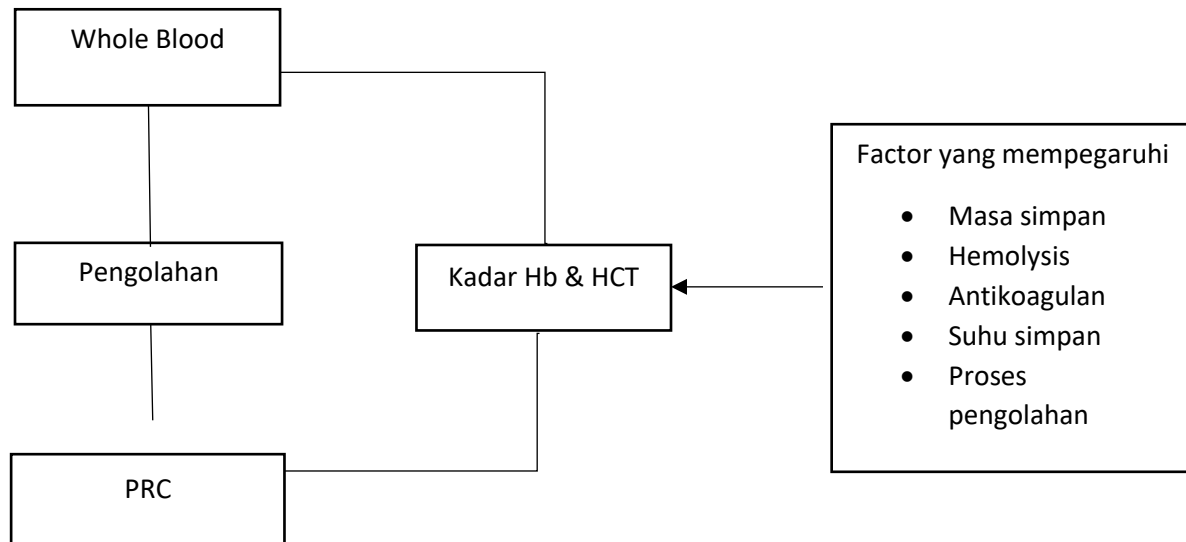 Whole Blood
Pengolahan
PRC
Kadar Hb & HCT
Factor yang mempegaruhi
• Masa simpan
• Hemolysis
• Antikoagulan
• Suhu simpan
• Proses
pengolahan